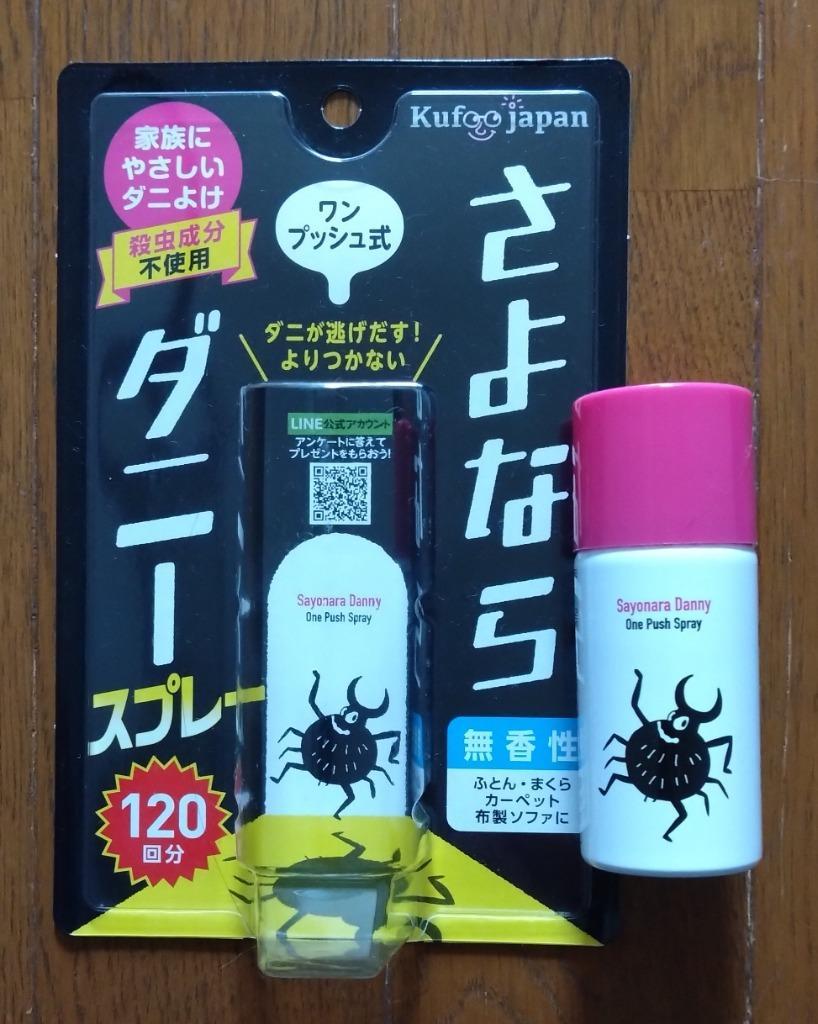 Kufoo japan
家族に
やさしい
ダニよけ
殺虫成分
不使用
ワン
プッシュ式
さよなら
ダニー
スプレー
ダニが逃げだす!
よりつかない
LINE公式アカウント
アンケートに答えて
プレゼントをもらおう!
Sayonara Danny
One Push Spray
120
回分
無香性
ふとん・まくら
カーペット
布製ソファに
Sayonara Danny
One Push Spray